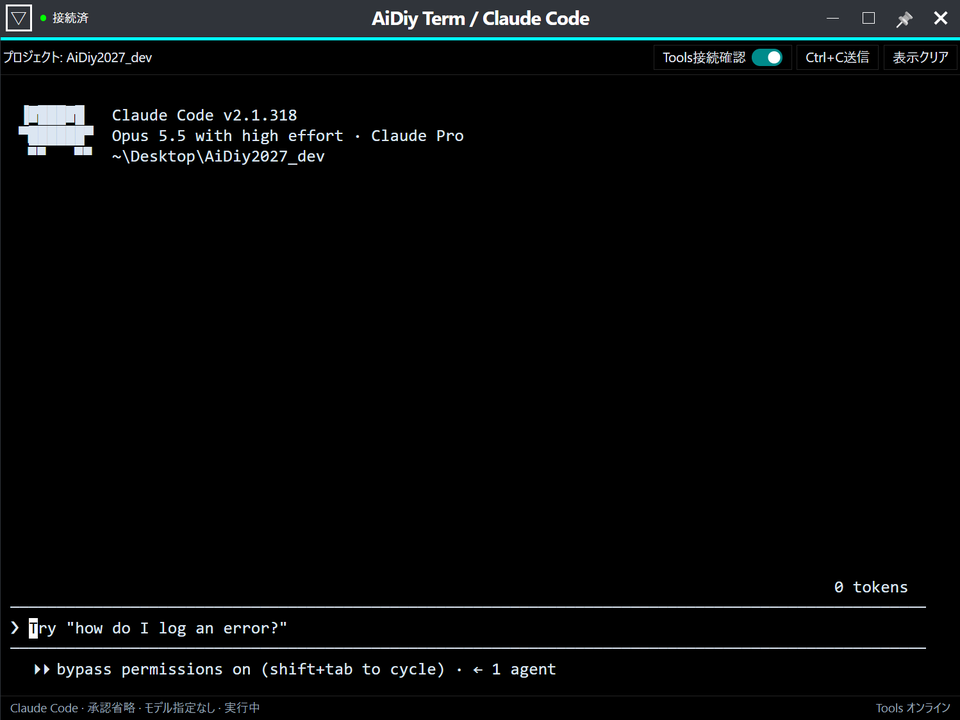 接続済
AiDiy Term / Claude Code
プロジェクト: AiDiy2027_dev
Tools接続確認
Ctrl+C送信
表示クリア
Claude Code v2.1.318
Opus 5.5 with high effort · Claude Pro
~\Desktop\AiDiy2027_dev
0 tokens
❯ Try "how do I log an error?"
⏵⏵ bypass permissions on (shift+tab to cycle) · ← 1 agent
Claude Code · 承認省略 · モデル指定なし · 実行中
Tools オンライン